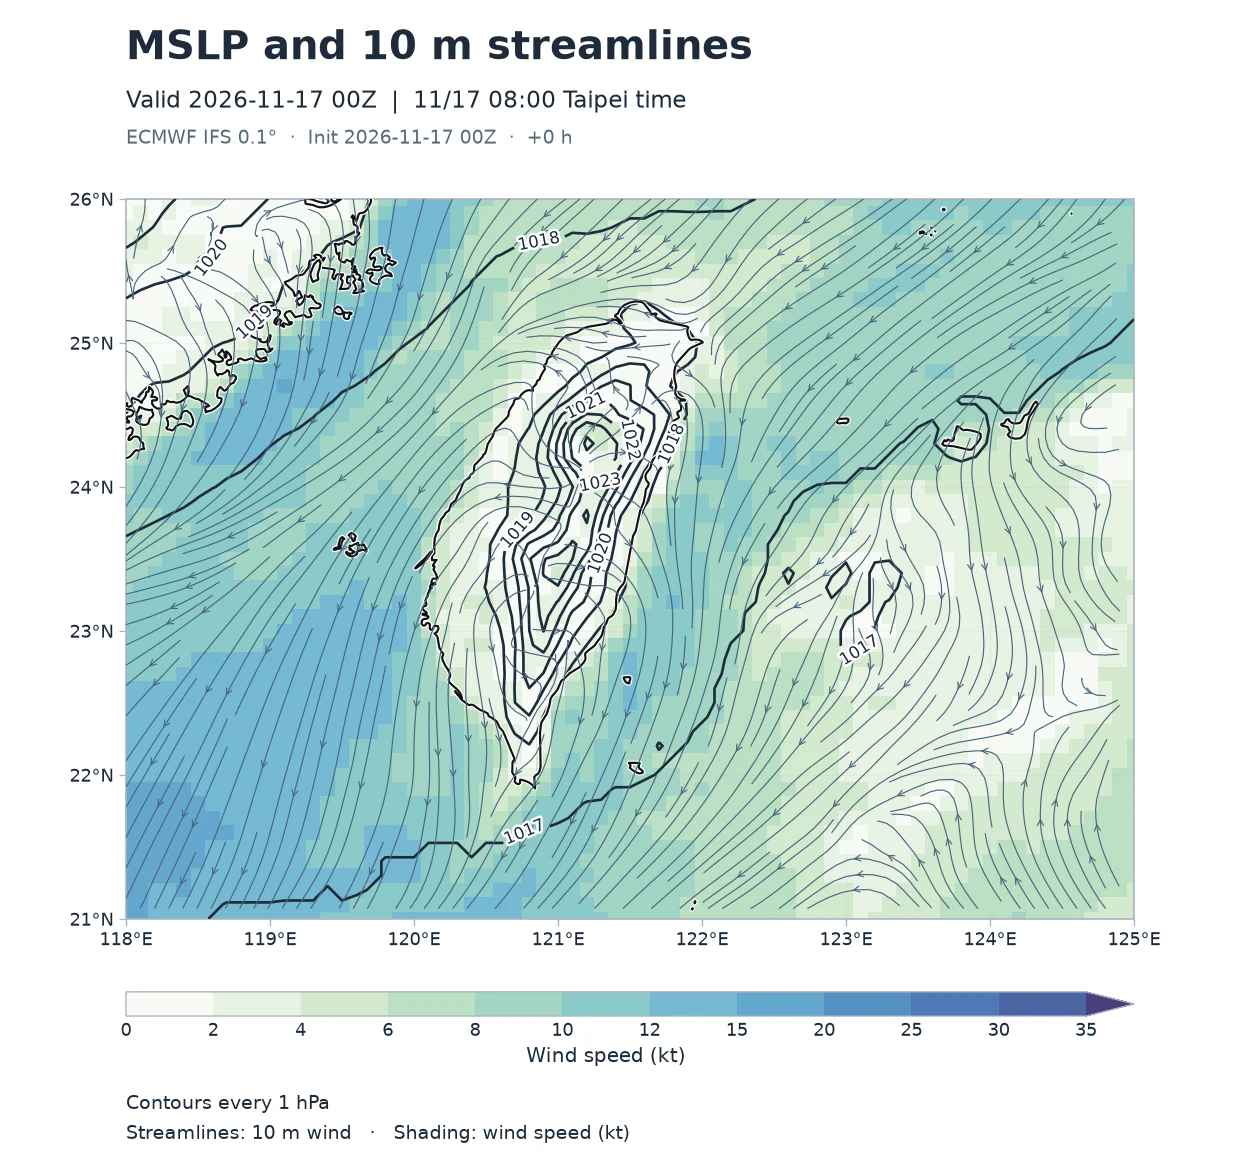 MSLP and 10 m streamlines
Valid 2026-11-17 00Z | 11/17 08:00 Taipei time
ECMWF IFS 0.1° · Init 2026-11-17 00Z · +0 h
26°N
1018
1020
1019
25°N
1021
1022
1018
24°N
1023
1019
1020
23°N
1017
22°N
1017
21°N
118°E 119°E 120°E 121°E 122°E 123°E 124°E 125°E
0 2 4 6 8 10 12 15 20 25 30 35
Wind speed (kt)
Contours every 1 hPa
Streamlines: 10 m wind · Shading: wind speed (kt)